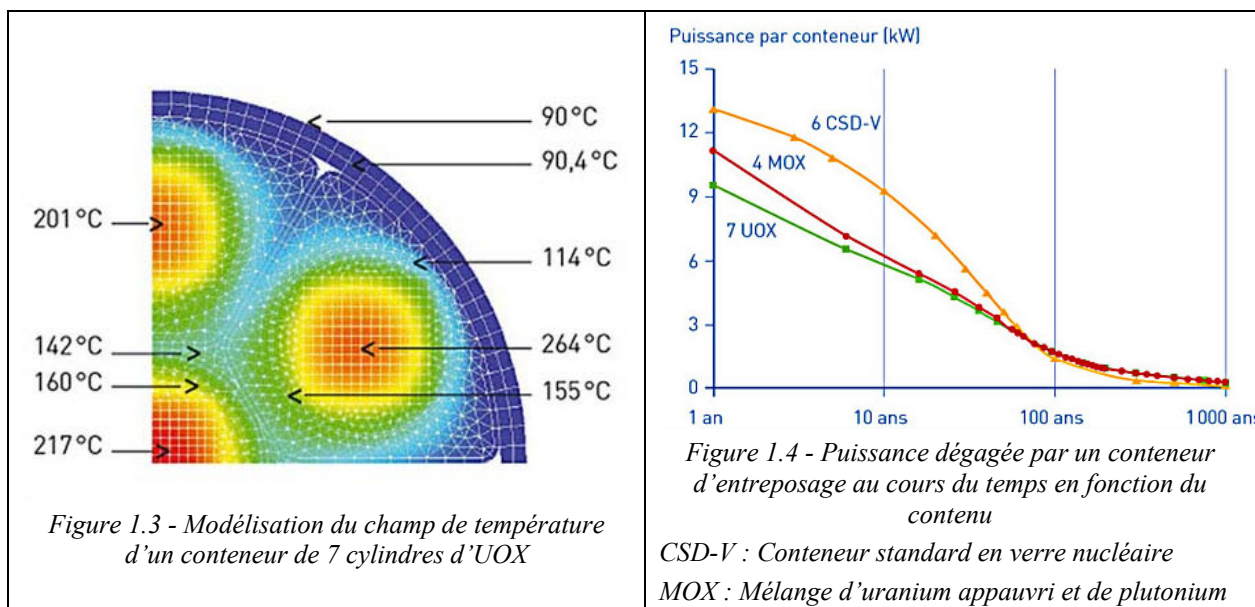 90°C
90,4°C
201°C
114°C
142°C
264°C
160°C
155°C
217°C
Figure 1.3 - Modélisation du champ de température
d'un conteneur de 7 cylindres d'UOX
Puissance par conteneur (kW)
15
12
9
6
3
0
6 CSD-V
4 MOX
7 UOX
1 an
10 ans
100 ans
1 000 ans
Figure 1.4 - Puissance dégagée par un conteneur
d'entreposage au cours du temps en fonction du
contenu
CSD-V : Conteneur standard en verre nucléaire
MOX : Mélange d'uranium appauvri et de plutonium